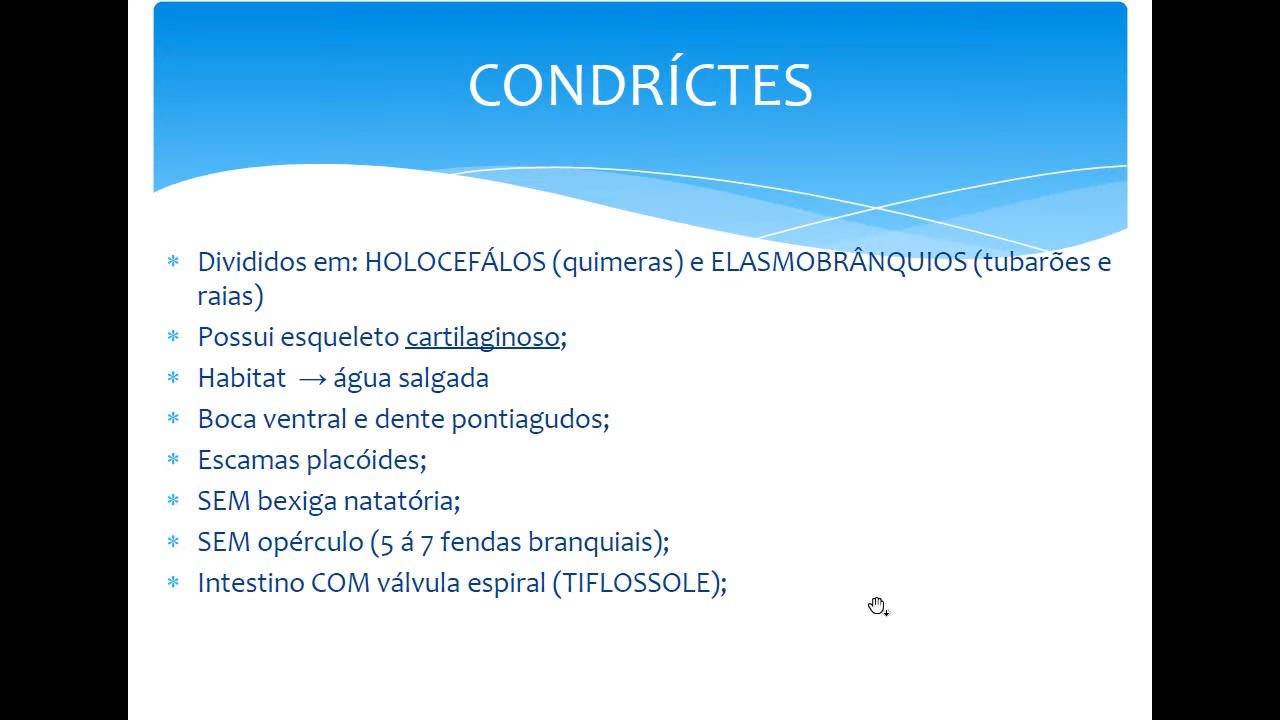 CONDRÍCTES
* Divididos em: HOLOCEFÁLOS (quimeras) e ELASMOBRÂNQUIOS (tubarões e
raias)
* Possui esqueleto cartilaginoso;
* Habitat → água salgada
* Boca ventral e dente pontiagudos;
* Escamas placóides;
* SEM bexiga natatória;
* SEM opérculo (5 á 7 fendas branquiais);
* Intestino COM válvula espiral (TIFLOSSOLE);